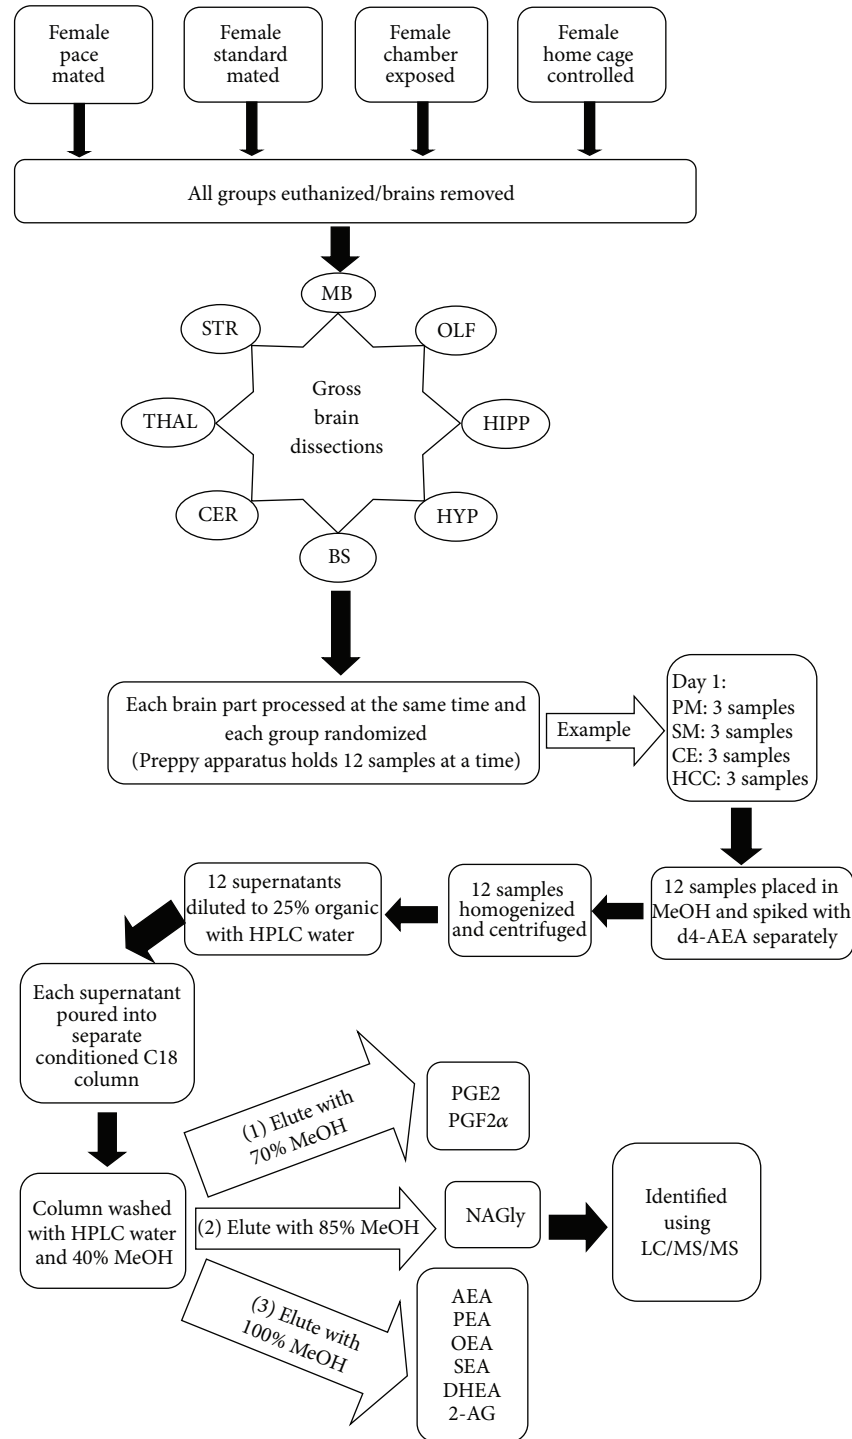 Female
pace
mated
Female
standard
mated
Female
chamber
exposed
Female
home cage
controlled
All groups euthanized/brains removed
MB
STR
OLF
THAL
Gross
brain
dissections
HIPP
CER
HYP
BS
Each brain part processed at the same time and
each group randomized
(Preppy apparatus holds 12 samples at a time)
Example
Day 1:
PM: 3 samples
SM: 3 samples
CE: 3 samples
HCC: 3 samples
12 samples placed in
MeOH and spiked with
d4-AEA separately
12 samples
homogenized
and centrifuged
12 supernatants
diluted to 25% organic
with HPLC water
Each supernatant
poured into
separate
conditioned C18
column
Column washed
with HPLC water
and 40% MeOH
(1) Elute with
70% MeOH
PGE2
PGF2α
(2) Elute with 85% MeOH
NAGly
(3) Elute with
100% MeOH
AEA
PEA
OEA
SEA
DHEA
2-AG
Identified
using
LC/MS/MS